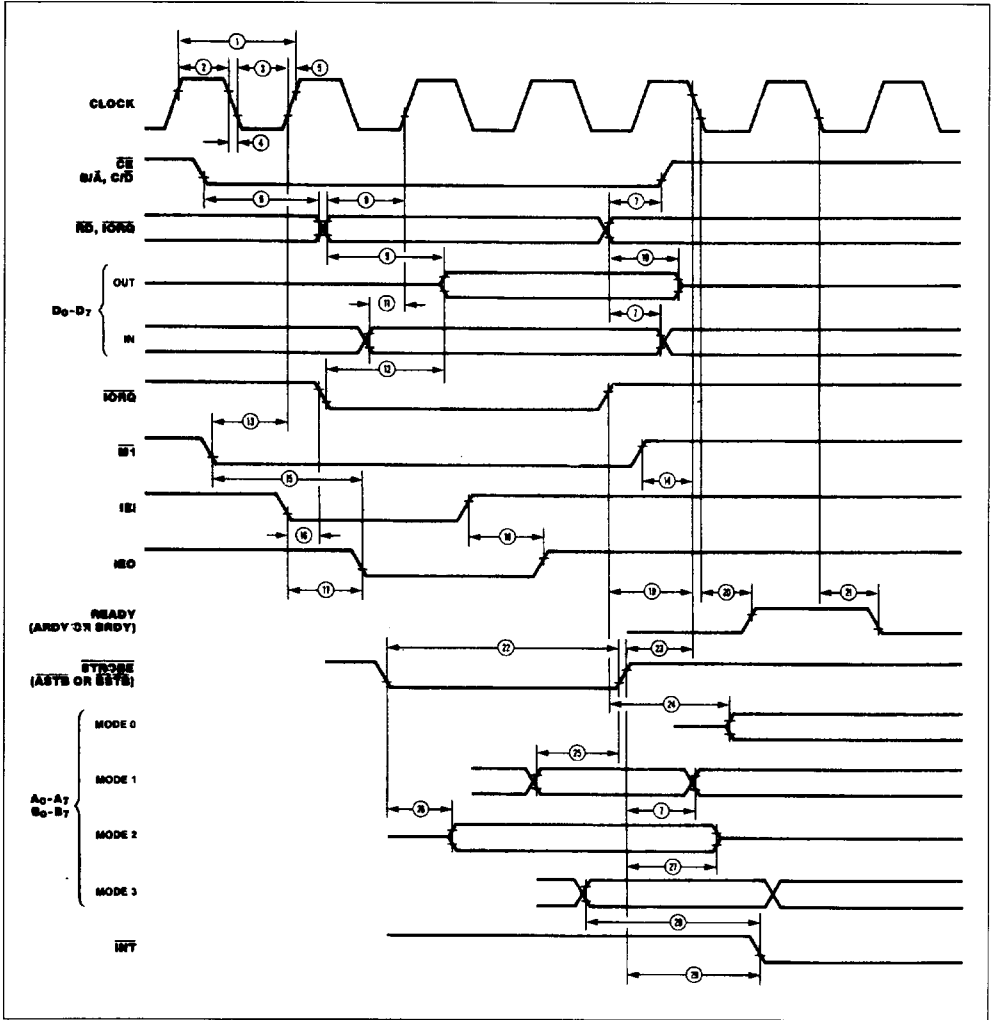 1
2 3 5
CLOCK
4
CE
B/A, C/D
6 8 7
RD, IORQ
9 10
OUT
11
D0-D7
7
IN
12
IORQ
13
M1
15 14
IEI
16 18
IEO
17
19 20 21
READY
(ARDY OR BRDY)
22 23
STROBE
(ASTB OR BSTB)
24
MODE 0
25
MODE 1
A0-A7
B0-B7
26 7
MODE 2
27
MODE 3
28
INT
29